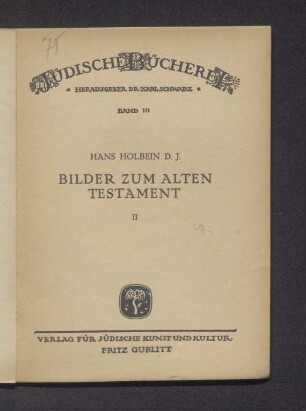 JÜDISCHE BÜCHEREI
* HERAUSGEBER DR. KARL SCHWARZ *
BAND 10
HANS HOLBEIN D. J.
BILDER ZUM ALTEN
TESTAMENT
II
VERLAG FÜR JÜDISCHE KUNST UND KULTUR
FRITZ GURLITT